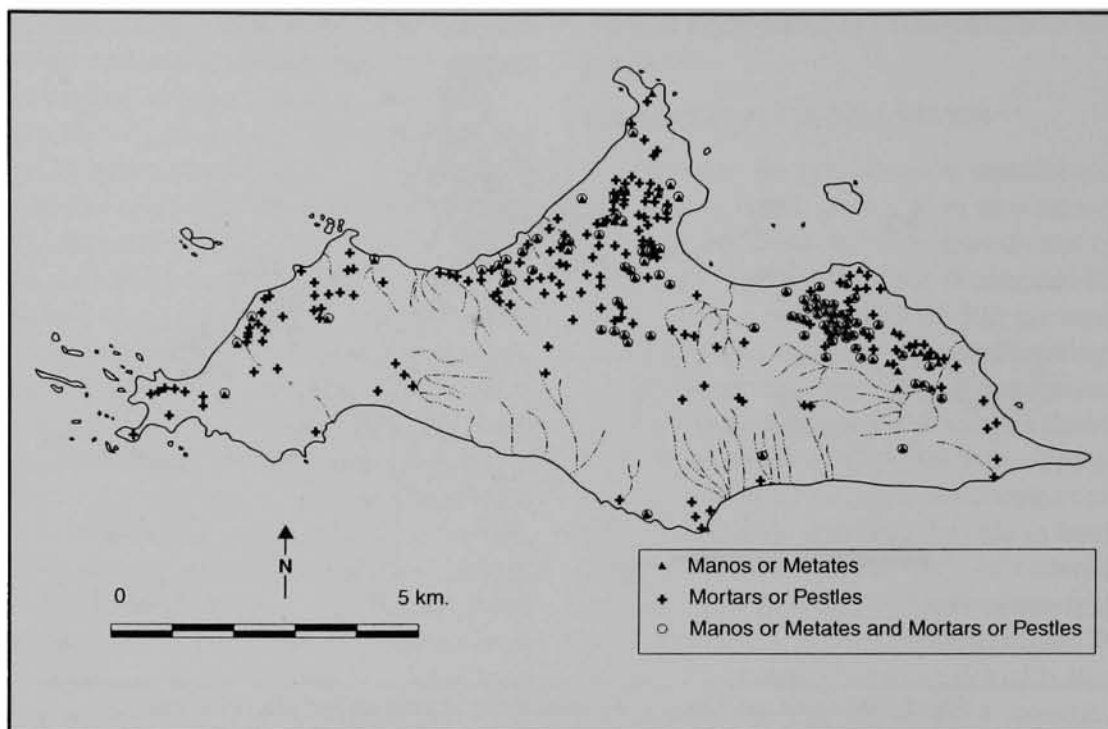 N
0 5 km.
Manos or Metates
Mortars or Pestles
Manos or Metates and Mortars or Pestles